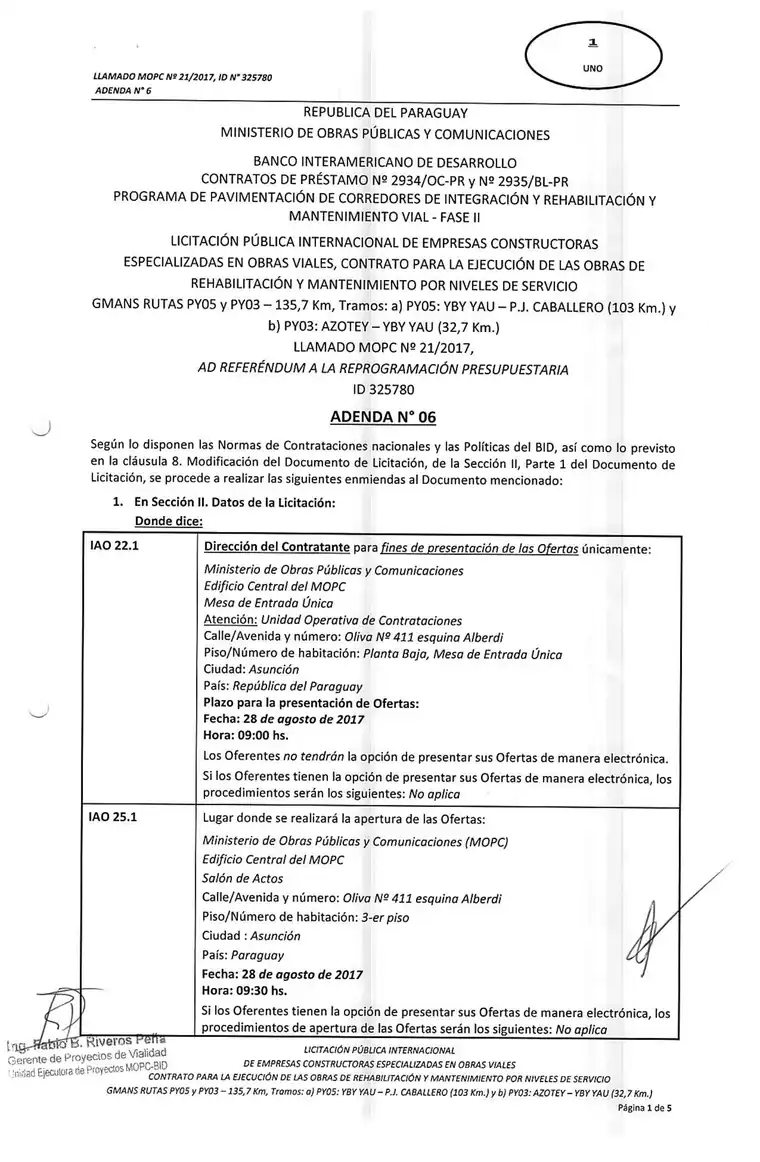 1
UNO
LLAMADO MOPC Nº 21/2017, ID N° 325780
ADENDA N° 6
REPUBLICA DEL PARAGUAY
MINISTERIO DE OBRAS PÚBLICAS Y COMUNICACIONES
BANCO INTERAMERICANO DE DESARROLLO
CONTRATOS DE PRÉSTAMO Nº 2934/OC-PR y Nº 2935/BL-PR
PROGRAMA DE PAVIMENTACIÓN DE CORREDORES DE INTEGRACIÓN Y REHABILITACIÓN Y
MANTENIMIENTO VIAL - FASE II
LICITACIÓN PÚBLICA INTERNACIONAL DE EMPRESAS CONSTRUCTORAS
ESPECIALIZADAS EN OBRAS VIALES, CONTRATO PARA LA EJECUCIÓN DE LAS OBRAS DE
REHABILITACIÓN Y MANTENIMIENTO POR NIVELES DE SERVICIO
GMANS RUTAS PY05 y PY03 – 135,7 Km, Tramos: a) PY05: YBY YAU – P.J. CABALLERO (103 Km.) y
b) PY03: AZOTEY – YBY YAU (32,7 Km.)
LLAMADO MOPC Nº 21/2017,
AD REFERÉNDUM A LA REPROGRAMACIÓN PRESUPUESTARIA
ID 325780
ADENDA N° 06
Según lo disponen las Normas de Contrataciones nacionales y las Políticas del BID, así como lo previsto
en la cláusula 8. Modificación del Documento de Licitación, de la Sección II, Parte 1 del Documento de
Licitación, se procede a realizar las siguientes enmiendas al Documento mencionado:
1. En Sección II. Datos de la Licitación:
Donde dice:
IAO 22.1
Dirección del Contratante para fines de presentación de las Ofertas únicamente:
Ministerio de Obras Públicas y Comunicaciones
Edificio Central del MOPC
Mesa de Entrada Única
Atención: Unidad Operativa de Contrataciones
Calle/Avenida y número: Oliva Nº 411 esquina Alberdi
Piso/Número de habitación: Planta Baja, Mesa de Entrada Única
Ciudad: Asunción
País: República del Paraguay
Plazo para la presentación de Ofertas:
Fecha: 28 de agosto de 2017
Hora: 09:00 hs.
Los Oferentes no tendrán la opción de presentar sus Ofertas de manera electrónica.
Si los Oferentes tienen la opción de presentar sus Ofertas de manera electrónica, los
procedimientos serán los siguientes: No aplica
IAO 25.1
Lugar donde se realizará la apertura de las Ofertas:
Ministerio de Obras Públicas y Comunicaciones (MOPC)
Edificio Central del MOPC
Salón de Actos
Calle/Avenida y número: Oliva Nº 411 esquina Alberdi
Piso/Número de habitación: 3-er piso
Ciudad : Asunción
País: Paraguay
Fecha: 28 de agosto de 2017
Hora: 09:30 hs.
Si los Oferentes tienen la opción de presentar sus Ofertas de manera electrónica, los
procedimientos de apertura de las Ofertas serán los siguientes: No aplica
Ing. Fabio B. Riveros Peña
Gerente de Proyectos de Vialidad
Unidad Ejecutora de Proyectos MOPC-BID
LICITACIÓN PÚBLICA INTERNACIONAL
DE EMPRESAS CONSTRUCTORAS ESPECIALIZADAS EN OBRAS VIALES
CONTRATO PARA LA EJECUCIÓN DE LAS OBRAS DE REHABILITACIÓN Y MANTENIMIENTO POR NIVELES DE SERVICIO
GMANS RUTAS PY05 y PY03 – 135,7 Km, Tramos: a) PY05: YBY YAU – P.J. CABALLERO (103 Km.) y b) PY03: AZOTEY – YBY YAU (32,7 Km.)
Página 1 de 5